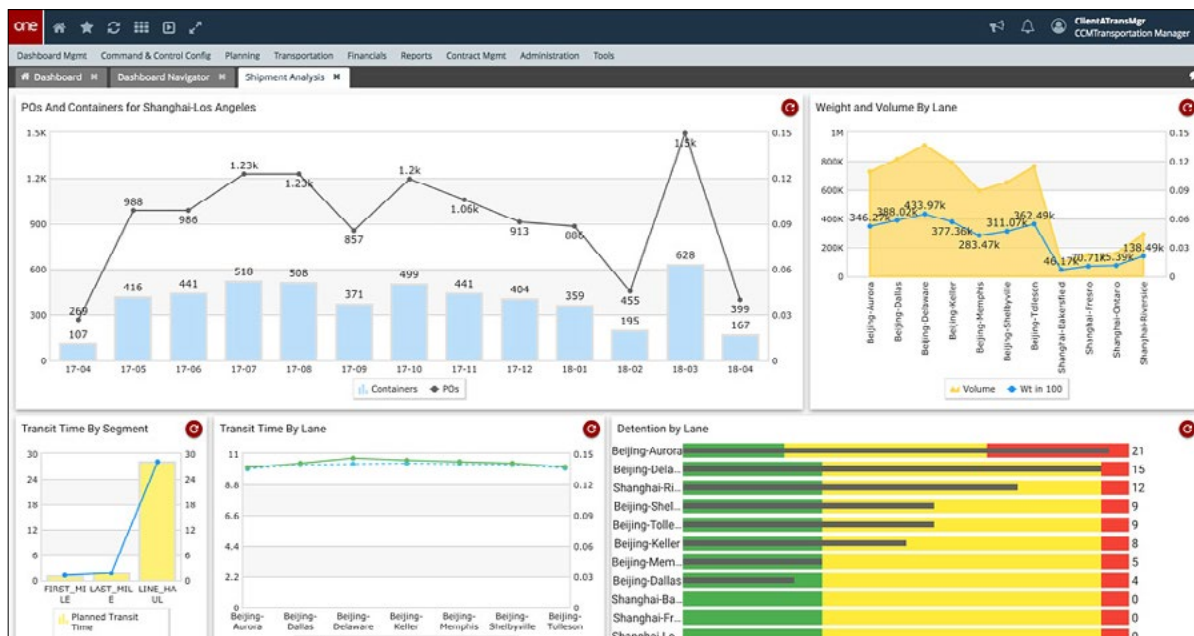 one
ClientATransMgr
CCMTransportation Manager
Dashboard Mgmt Command & Control Config Planning Transportation Financials Reports Contract Mgmt Administration Tools
Dashboard Dashboard Navigator Shipment Analysis
POs And Containers for Shanghai-Los Angeles
1.5K 0.15
1.2K 0.12
900 0.09
600 0.06
300 0.03
0 0
269 988 986 1.23k 1.23k 857 1.2k 1.06k 913 455 1.5k 399
107 416 441 510 508 371 499 441 404 359 195 628 167
17-04 17-05 17-06 17-07 17-08 17-09 17-10 17-11 17-12 18-01 18-02 18-03 18-04
Containers POs
Weight and Volume By Lane
1M 0.15
800K 0.12
600K 0.09
400K 0.06
200K 0.03
0 0
346.27k 388.02k 433.97k 377.36k 283.47k 311.07k 362.49k 46.17k 70.71k 75.39k 138.49k
Beijing-Aurora
Beijing-Dallas
Beijing-Delaware
Beijing-Keller
Beijing-Memphis
Beijing-Shelbyville
Beijing-Tolleson
Shanghai-Bakersfied
Shanghai-Fresno
Shanghai-Ontaro
Shanghai-Riverside
Volume Wt in 100
Transit Time By Segment
30 30
24 24
18 18
12 12
6 6
0 0
FIRST_MI LAST_MIL LINE_HA
LE E UL
Planned Transit
Time
Transit Time By Lane
11 0.15
8.8 0.12
6.6 0.09
4.4 0.06
2.2 0.03
0 0
Beijing- Beijing- Beijing- Beijing- Beijing- Beijing- Beijing-
Aurora Dallas Delaware Keller Memphis Shelbyville Tolleson
Detention by Lane
Beijing-Aurora 21
Beijing-Dela... 15
Shanghai-Ri... 12
Beijing-Shel... 9
Beijing-Tolle... 9
Beijing-Keller 8
Beijing-Mem... 5
Beijing-Dallas 4
Shanghai-Ba... 0
Shanghai-Fr... 0
Shanghai-Lo... 0